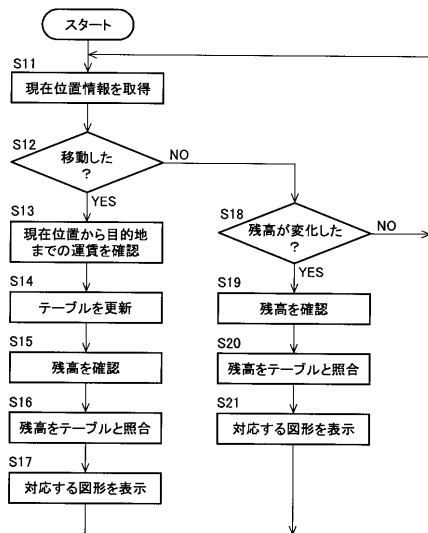 スタート
S11
現在位置情報を取得
S12
移動した
?
NO
YES
S13
現在位置から目的地
までの運賃を確認
S14
テーブルを更新
S15
残高を確認
S16
残高をテーブルと照合
S17
対応する図形を表示
S18
残高が変化した
?
NO
YES
S19
残高を確認
S20
残高をテーブルと照合
S21
対応する図形を表示